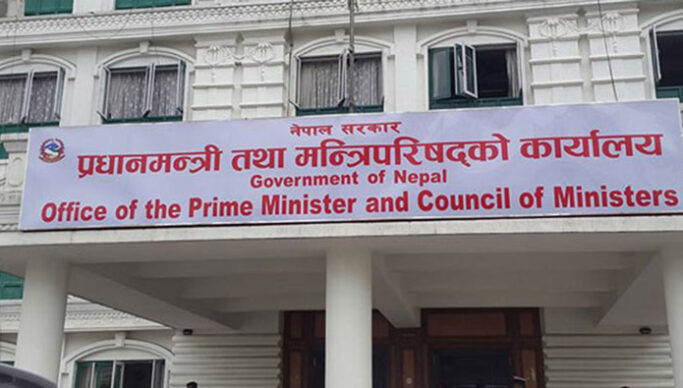 नेपाल सरकार
प्रधानमन्त्री तथा मन्त्रिपरिषद्को कार्यालय
Government of Nepal
Office of the Prime Minister and Council of Ministers